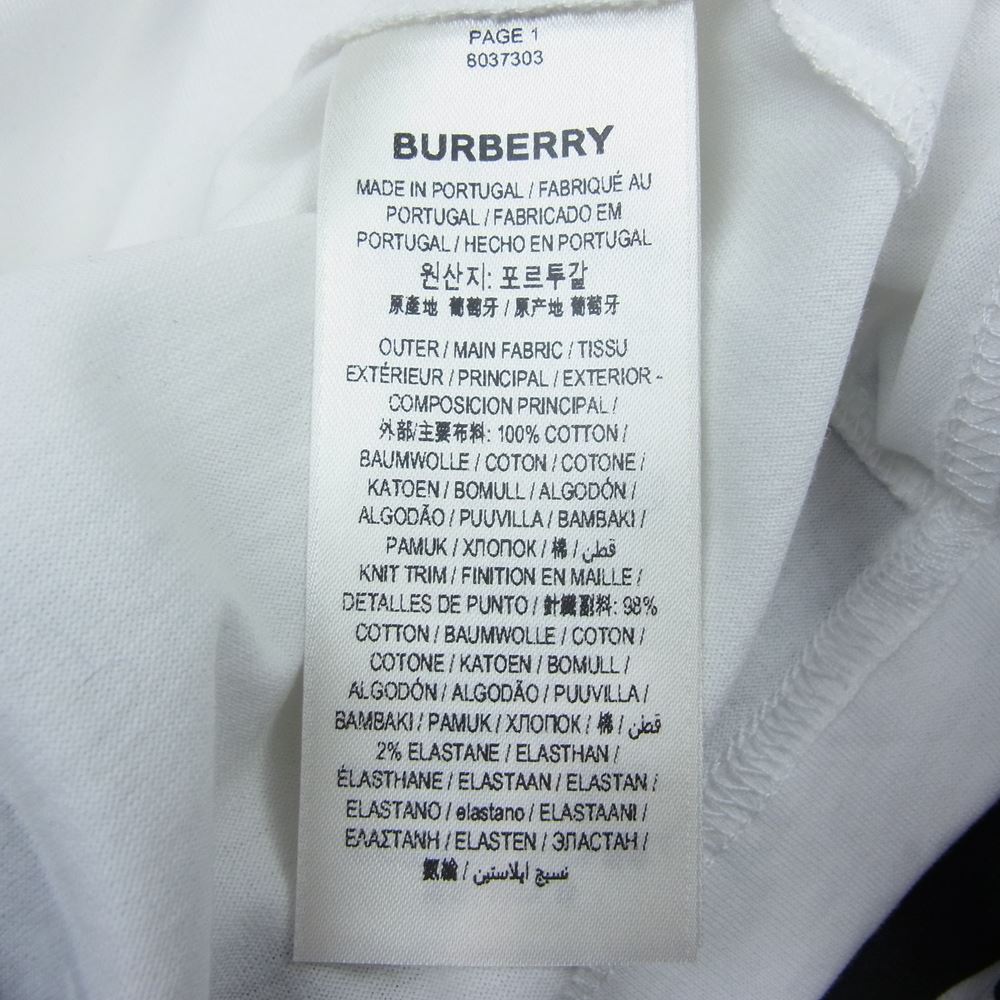 PAGE 1
8037303
BURBERRY
MADE IN PORTUGAL / FABRIQUÉ AU
PORTUGAL / FABRICADO EM
PORTUGAL / HECHO EN PORTUGAL
원산지: 포르투갈
原產地 葡萄牙 / 原产地 葡萄牙
OUTER / MAIN FABRIC / TISSU
EXTÉRIEUR / PRINCIPAL / EXTERIOR -
COMPOSICION PRINCIPAL /
外部/主要布料: 100% COTTON /
BAUMWOLLE / COTON / COTONE /
KATOEN / BOMULL / ALGODÓN /
ALGODÃO / PUUVILLA / BAMBAKI /
PAMUK / ХЛОПОК / 棉 / قطن
KNIT TRIM / FINITION EN MAILLE /
DETALLES DE PUNTO / 針織副料: 98%
COTTON / BAUMWOLLE / COTON /
COTONE / KATOEN / BOMULL /
ALGODÓN / ALGODÃO / PUUVILLA /
BAMBAKI / PAMUK / ХЛОПОК / 棉 / قطن
2% ELASTANE / ELASTHAN /
ÉLASTHANE / ELASTAAN / ELASTAN /
ELASTANO / elastano / ELASTAANI /
ΕΛΑΣΤΑΝΗ / ELASTEN / ЭЛАСТАН /
氨綸 / نسيج ايلاستين